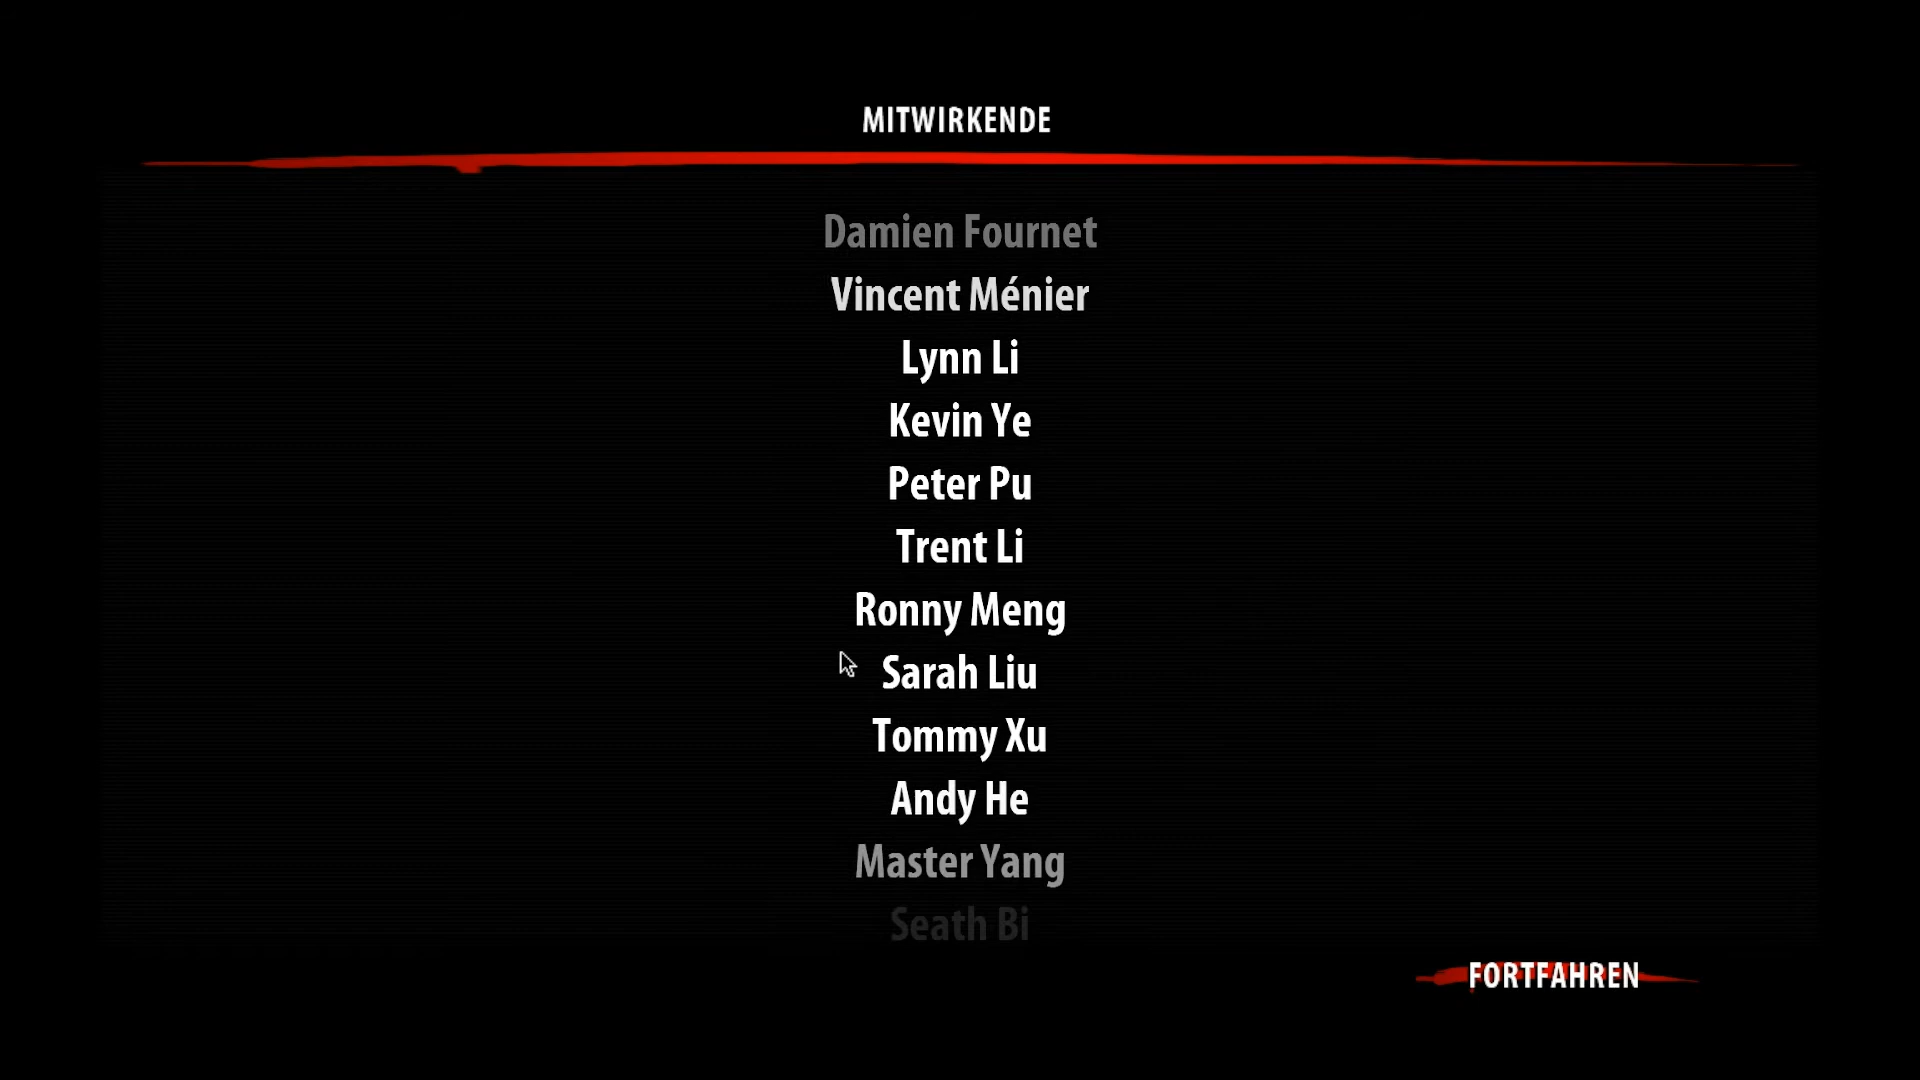 MITWIRKENDE
Damien Fournet
Vincent Ménier
Lynn Li
Kevin Ye
Peter Pu
Trent Li
Ronny Meng
Sarah Liu
Tommy Xu
Andy He
Master Yang
Seath Bi
FORTFAHREN